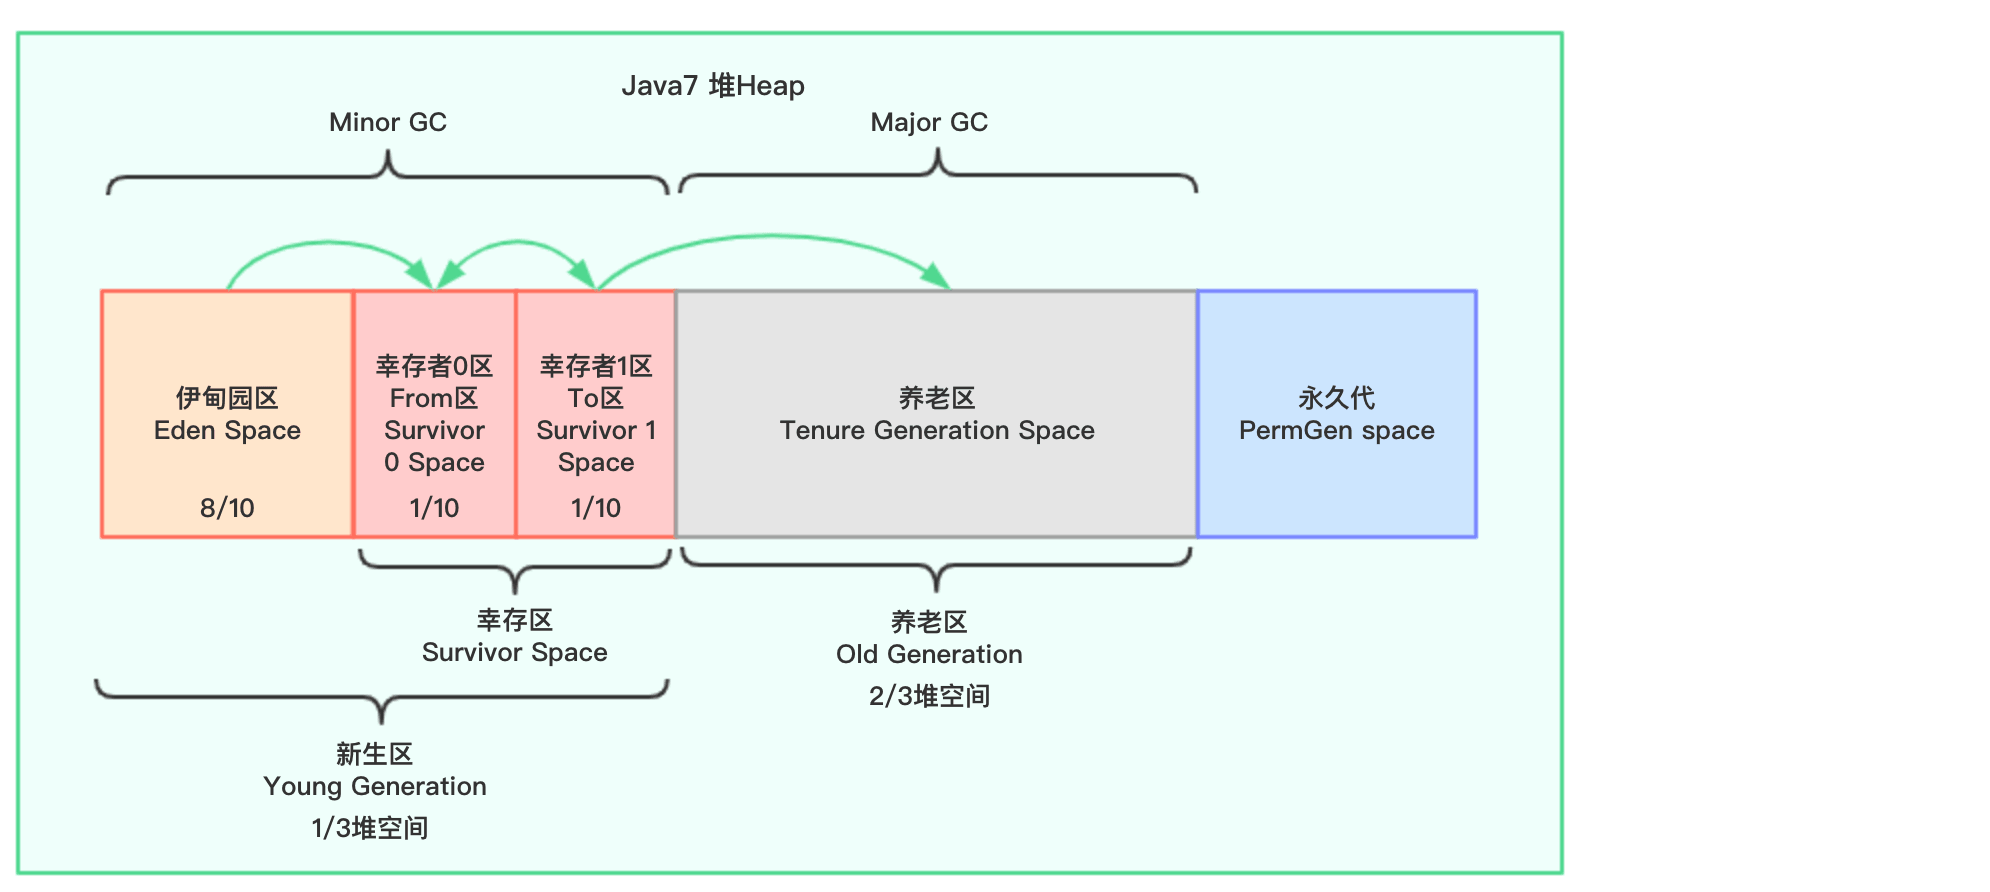 Java7 堆Heap
Minor GC
Major GC
伊甸园区
Eden Space
8/10
幸存者0区
From区
Survivor
0 Space
1/10
幸存者1区
To区
Survivor 1
Space
1/10
养老区
Tenure Generation Space
永久代
PermGen space
幸存区
Survivor Space
养老区
Old Generation
2/3堆空间
新生区
Young Generation
1/3堆空间